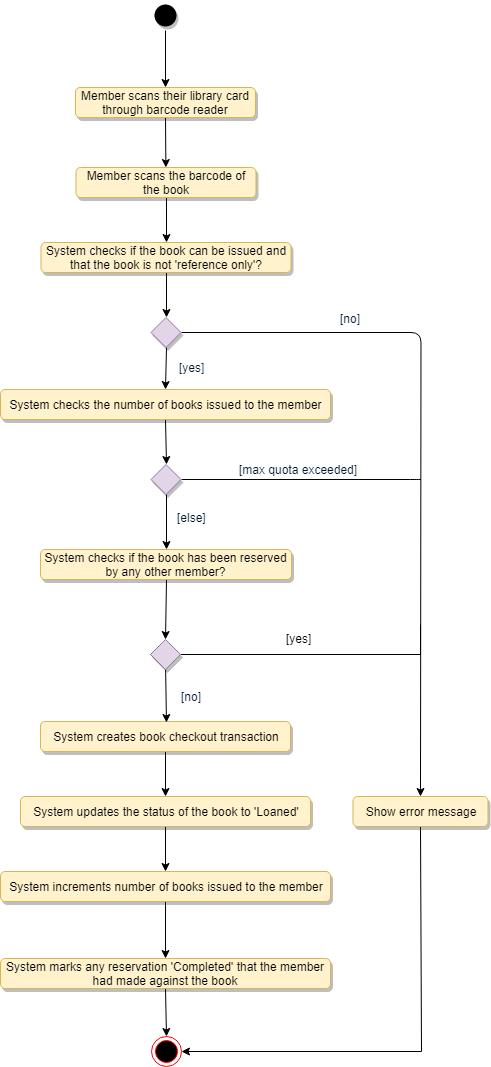 Member scans their library card
through barcode reader
Member scans the barcode of
the book
System checks if the book can be issued and
that the book is not 'reference only'?
[no]
[yes]
System checks the number of books issued to the member
[max quota exceeded]
[else]
System checks if the book has been reserved
by any other member?
[yes]
[no]
System creates book checkout transaction
System updates the status of the book to 'Loaned'
Show error message
System increments number of books issued to the member
System marks any reservation 'Completed' that the member
had made against the book